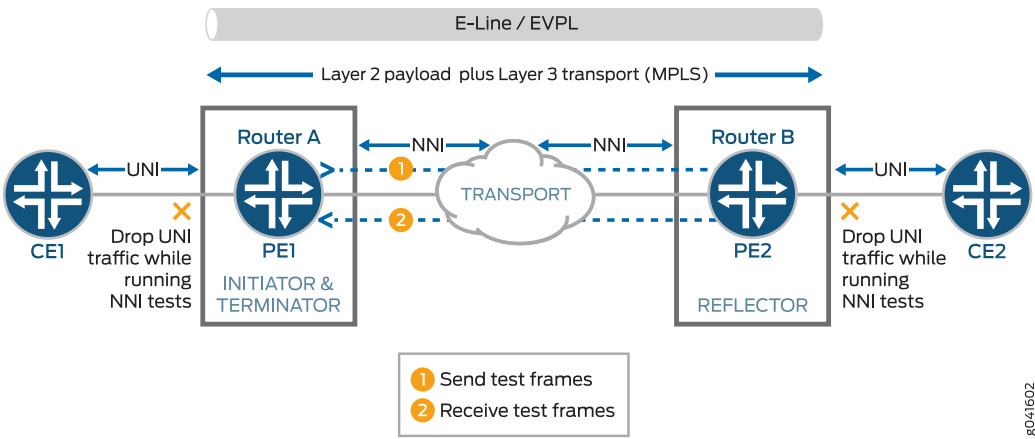 E-Line / EVPL
Layer 2 payload plus Layer 3 transport (MPLS)
Router A
Router B
UNI
NNI
NNI
UNI
1
TRANSPORT
2
CE1
PE1
PE2
CE2
Drop UNI
traffic while
running
NNI tests
INITIATOR &
TERMINATOR
REFLECTOR
Drop UNI
traffic while
running
NNI tests
1 Send test frames
2 Receive test frames
g041602